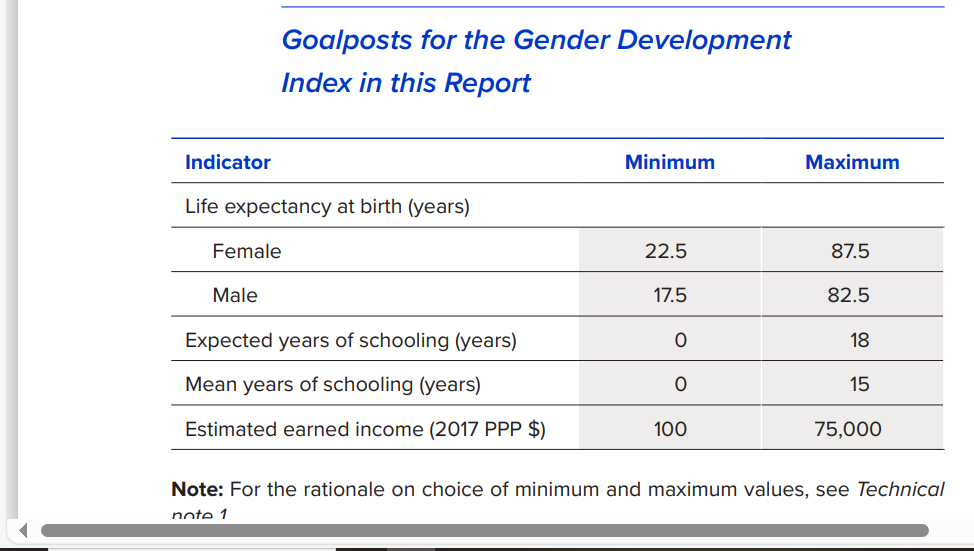 Goalposts for the Gender Development
Index in this Report
Indicator Minimum Maximum
Life expectancy at birth (years)
Female 22.5 87.5
Male 17.5 82.5
Expected years of schooling (years) 0 18
Mean years of schooling (years) 0 15
Estimated earned income (2017 PPP $) 100 75,000
Note: For the rationale on choice of minimum and maximum values, see Technical
note 1